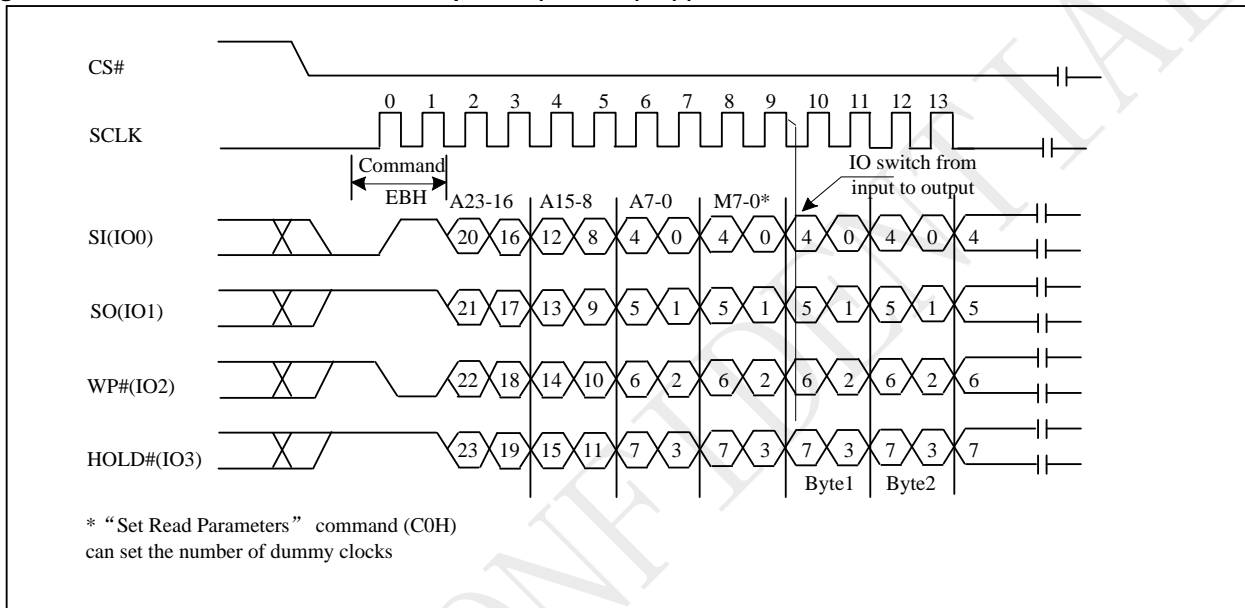 CS#
0 1 2 3 4 5 6 7 8 9 10 11 12 13
SCLK
Command
EBH
IO switch from
input to output
A23-16 A15-8 A7-0 M7-0*
SI(IO0) 20 16 12 8 4 0 4 0 4 0 4 0 4
SO(IO1) 21 17 13 9 5 1 5 1 5 1 5 1 5
WP#(IO2) 22 18 14 10 6 2 6 2 6 2 6 2 6
HOLD#(IO3) 23 19 15 11 7 3 7 3 7 3 7 3 7
Byte1 Byte2
* “Set Read Parameters” command (C0H)
can set the number of dummy clocks